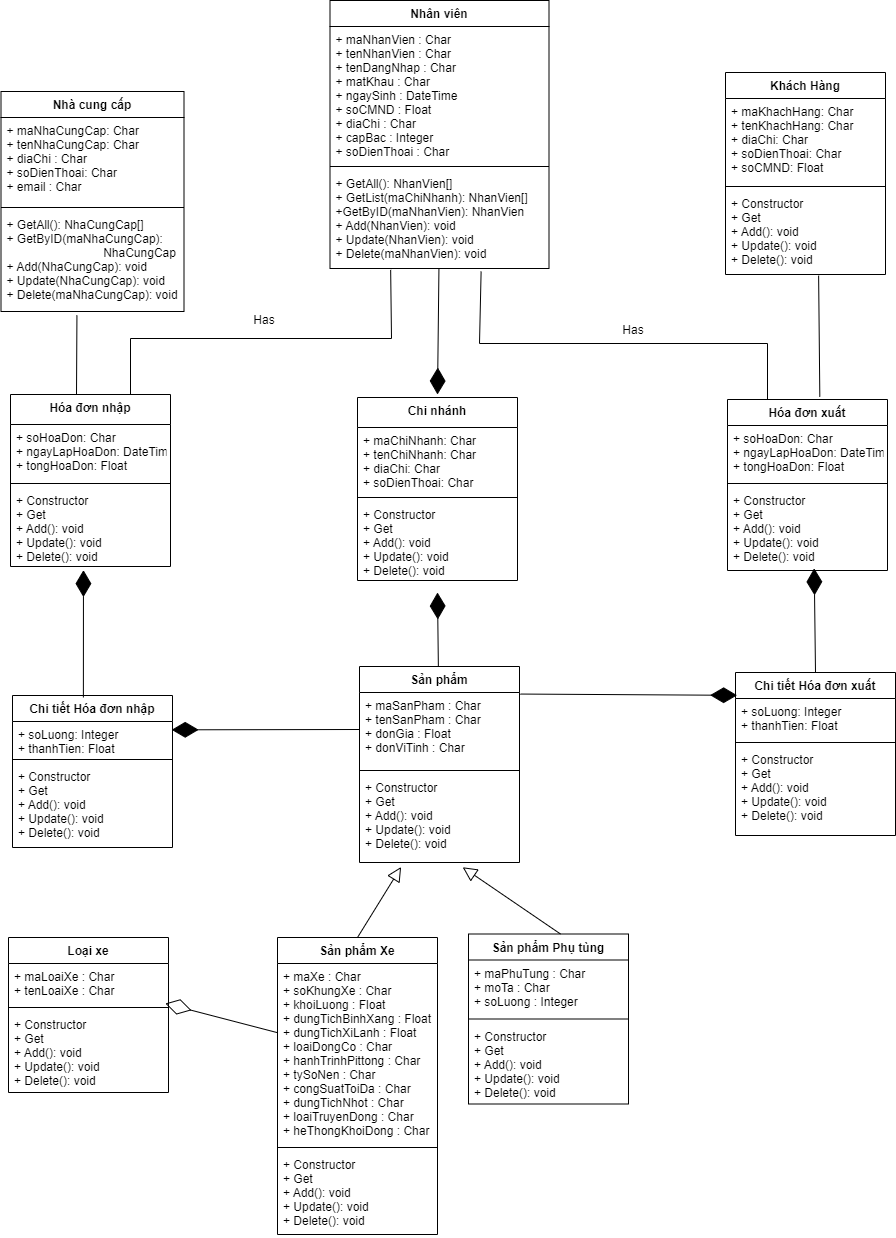 Nhân viên
+ maNhanVien : Char
+ tenNhanVien : Char
+ tenDangNhap : Char
+ matKhau : Char
+ ngaySinh : DateTime
+ soCMND : Float
+ diaChi : Char
+ capBac : Integer
+ soDienThoai : Char
+ GetAll(): NhanVien[]
+ GetList(maChiNhanh): NhanVien[]
+GetByID(maNhanVien): NhanVien
+ Add(NhanVien): void
+ Update(NhanVien): void
+ Delete(maNhanVien): void
Nhà cung cấp
+ maNhaCungCap: Char
+ tenNhaCungCap: Char
+ diaChi : Char
+ soDienThoai: Char
+ email : Char
+ GetAll(): NhaCungCap[]
+ GetByID(maNhaCungCap):
NhaCungCap
+ Add(NhaCungCap): void
+ Update(NhaCungCap): void
+ Delete(maNhaCungCap): void
Khách Hàng
+ maKhachHang: Char
+ tenKhachHang: Char
+ diaChi: Char
+ soDienThoai: Char
+ soCMND: Float
+ Constructor
+ Get
+ Add(): void
+ Update(): void
+ Delete(): void
Has
Has
Hóa đơn nhập
+ soHoaDon: Char
+ ngayLapHoaDon: DateTim
+ tongHoaDon: Float
+ Constructor
+ Get
+ Add(): void
+ Update(): void
+ Delete(): void
Chi nhánh
+ maChiNhanh: Char
+ tenChiNhanh: Char
+ diaChi: Char
+ soDienThoai: Char
+ Constructor
+ Get
+ Add(): void
+ Update(): void
+ Delete(): void
Hóa đơn xuất
+ soHoaDon: Char
+ ngayLapHoaDon: DateTim
+ tongHoaDon: Float
+ Constructor
+ Get
+ Add(): void
+ Update(): void
+ Delete(): void
Chi tiết Hóa đơn nhập
+ soLuong: Integer
+ thanhTien: Float
+ Constructor
+ Get
+ Add(): void
+ Update(): void
+ Delete(): void
Sản phẩm
+ maSanPham : Char
+ tenSanPham : Char
+ donGia : Float
+ donViTinh : Char
+ Constructor
+ Get
+ Add(): void
+ Update(): void
+ Delete(): void
Chi tiết Hóa đơn xuất
+ soLuong: Integer
+ thanhTien: Float
+ Constructor
+ Get
+ Add(): void
+ Update(): void
+ Delete(): void
Loại xe
+ maLoaiXe : Char
+ tenLoaiXe : Char
+ Constructor
+ Get
+ Add(): void
+ Update(): void
+ Delete(): void
Sản phẩm Xe
+ maXe : Char
+ soKhungXe : Char
+ khoiLuong : Float
+ dungTichBinhXang : Float
+ dungTichXiLanh : Float
+ loaiDongCo : Char
+ hanhTrinhPittong : Char
+ tySoNen : Char
+ congSuatToiDa : Char
+ dungTichNhot : Char
+ loaiTruyenDong : Char
+ heThongKhoiDong : Char
+ Constructor
+ Get
+ Add(): void
+ Update(): void
+ Delete(): void
Sản phẩm Phụ tùng
+ maPhuTung : Char
+ moTa : Char
+ soLuong : Integer
+ Constructor
+ Get
+ Add(): void
+ Update(): void
+ Delete(): void